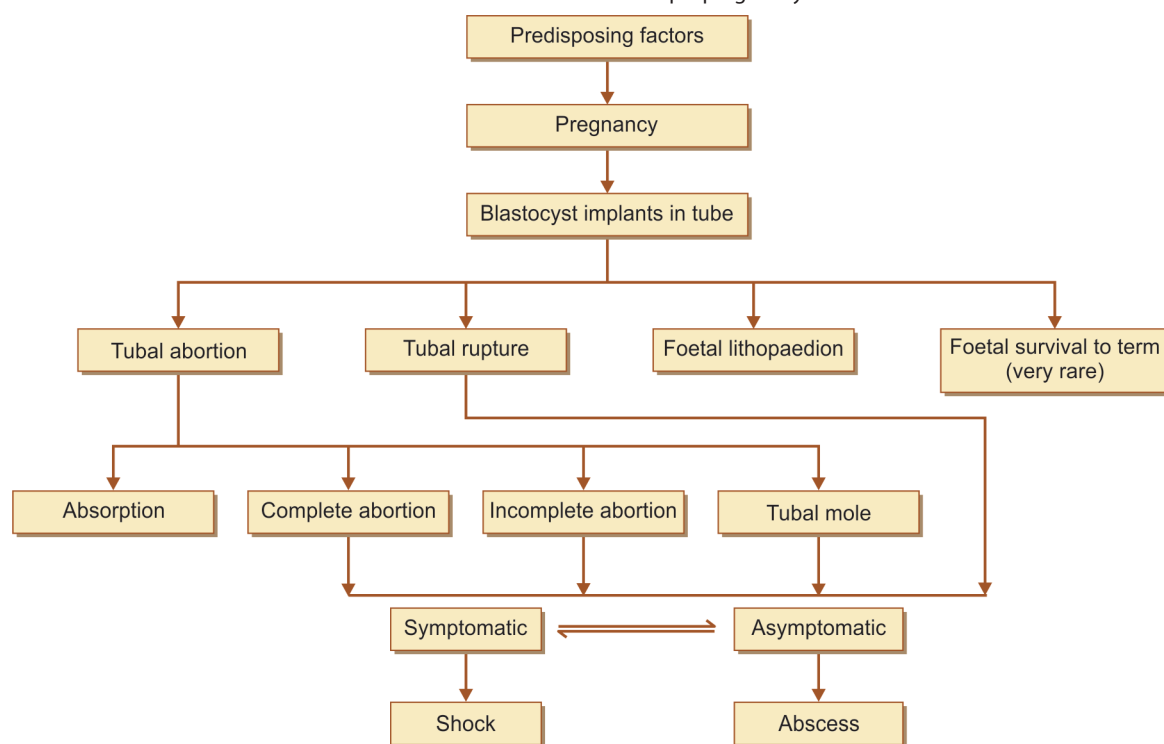 Predisposing factors
Pregnancy
Blastocyst implants in tube
Tubal abortion
Tubal rupture
Foetal lithopaedion
Foetal survival to term
(very rare)
Absorption
Complete abortion
Incomplete abortion
Tubal mole
Symptomatic
Asymptomatic
Shock
Abscess